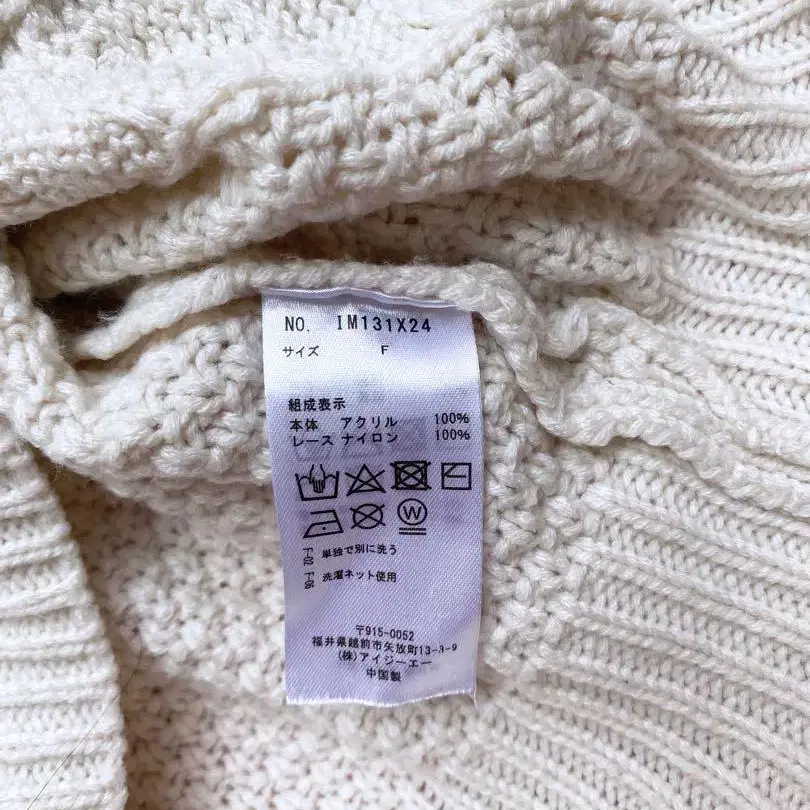 NO. IM131X24
サイズ F
組成表示
本体 アクリル 100%
レース ナイロン 100%
W
F-02 単独で別に洗う
F-06 洗濯ネット使用
〒915-0052
福井県越前市矢放町13-8-9
(株)アイジーエー
中国製